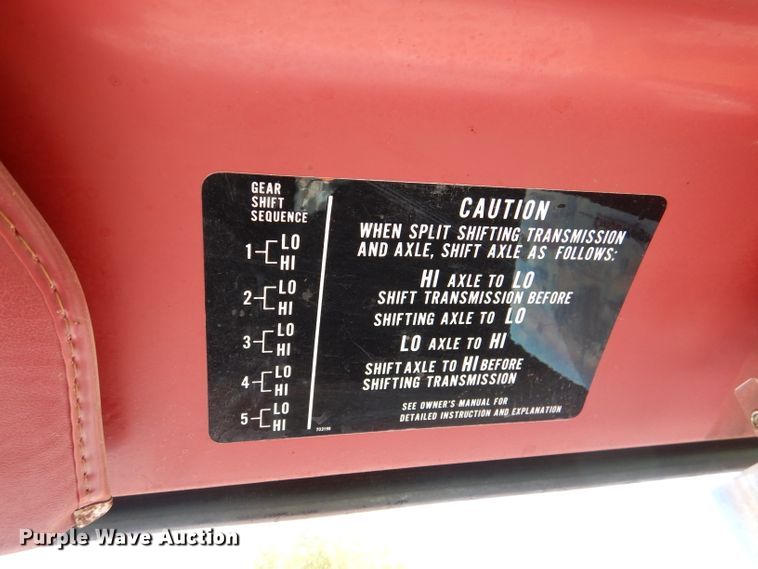 GEAR
SHIFT
SEQUENCE
1 LO
HI
2 LO
HI
3 LO
HI
4 LO
HI
5 LO
HI
CAUTION
WHEN SPLIT SHIFTING TRANSMISSION
AND AXLE, SHIFT AXLE AS FOLLOWS:
HI AXLE TO LO
SHIFT TRANSMISSION BEFORE
SHIFTING AXLE TO LO
LO AXLE TO HI
SHIFT AXLE TO HI BEFORE
SHIFTING TRANSMISSION
SEE OWNER'S MANUAL FOR
DETAILED INSTRUCTION AND EXPLANATION
Purple Wave Auction